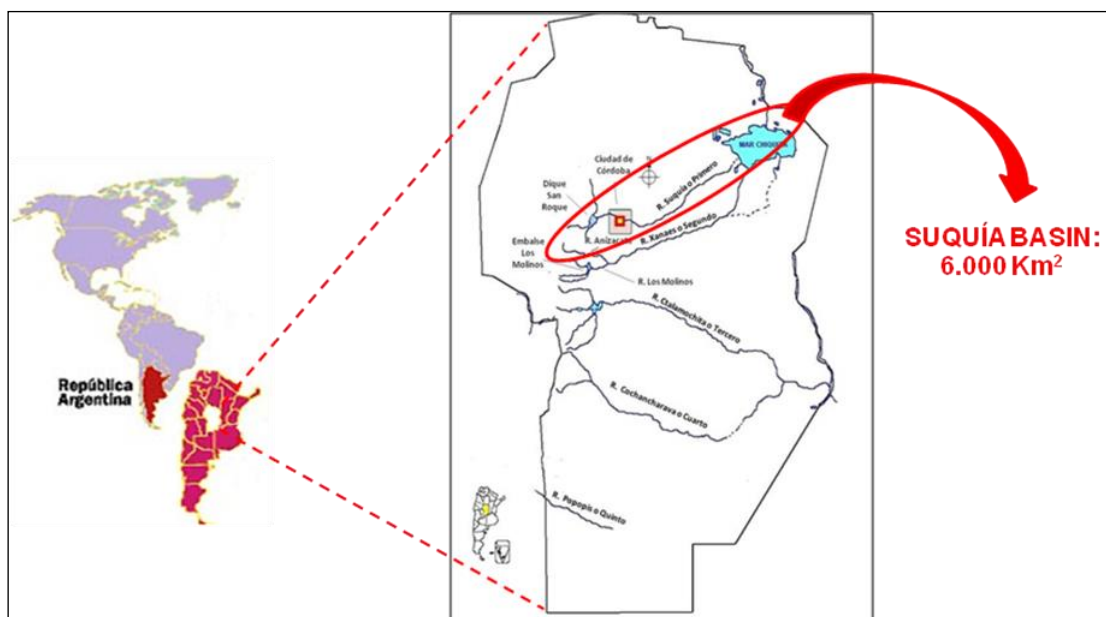 República
Argentina
Ciudad de
Córdoba
N
Dique
San
Roque
MAR CHIQUITA
R. Suquía o Primero
R. Xanaes o Segundo
R. Anizacate
Embalse
Los
Molinos
R. Los Molinos
R. Ctalamochita o Tercero
R. Cochancharava o Cuarto
R. Popopis o Quinto
SUQUÍA BASIN:
6.000 Km²